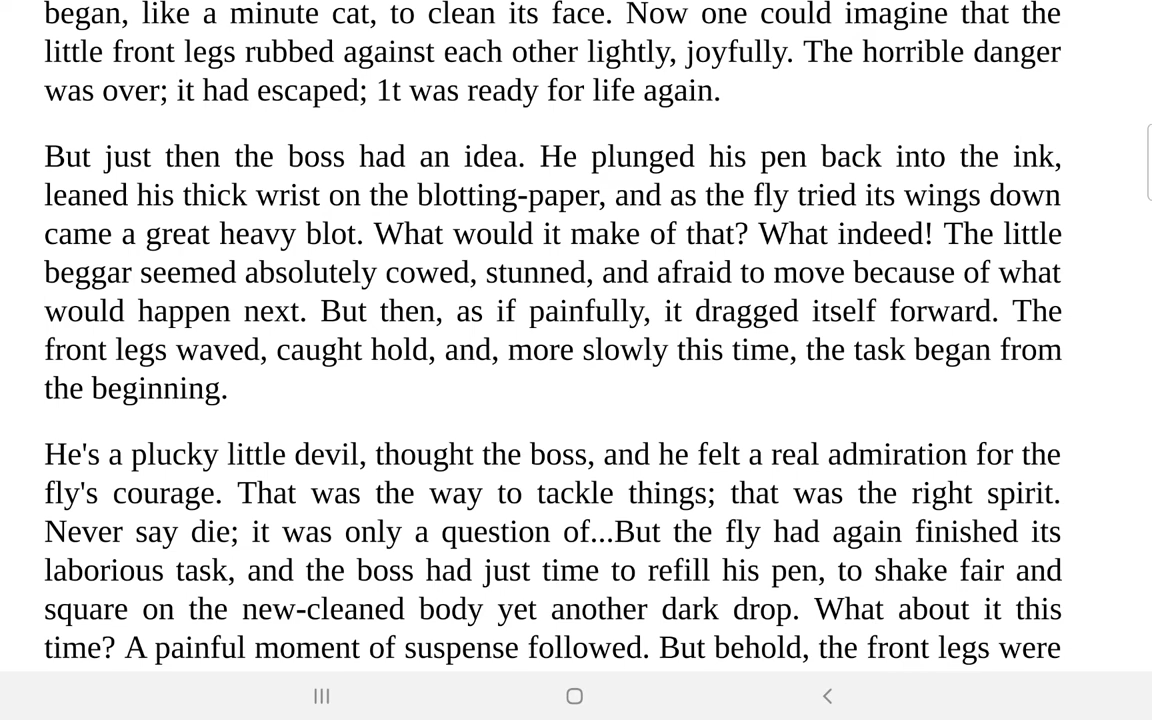 began, like a minute cat, to clean its face. Now one could imagine that the
little front legs rubbed against each other lightly, joyfully. The horrible danger
was over; it had escaped; 1t was ready for life again.
But just then the boss had an idea. He plunged his pen back into the ink,
leaned his thick wrist on the blotting-paper, and as the fly tried its wings down
came a great heavy blot. What would it make of that? What indeed! The little
beggar seemed absolutely cowed, stunned, and afraid to move because of what
would happen next. But then, as if painfully, it dragged itself forward. The
front legs waved, caught hold, and, more slowly this time, the task began from
the beginning.
He's a plucky little devil, thought the boss, and he felt a real admiration for the
fly's courage. That was the way to tackle things; that was the right spirit.
Never say die; it was only a question of...But the fly had again finished its
laborious task, and the boss had just time to refill his pen, to shake fair and
square on the new-cleaned body yet another dark drop. What about it this
time? A painful moment of suspense followed. But behold, the front legs were